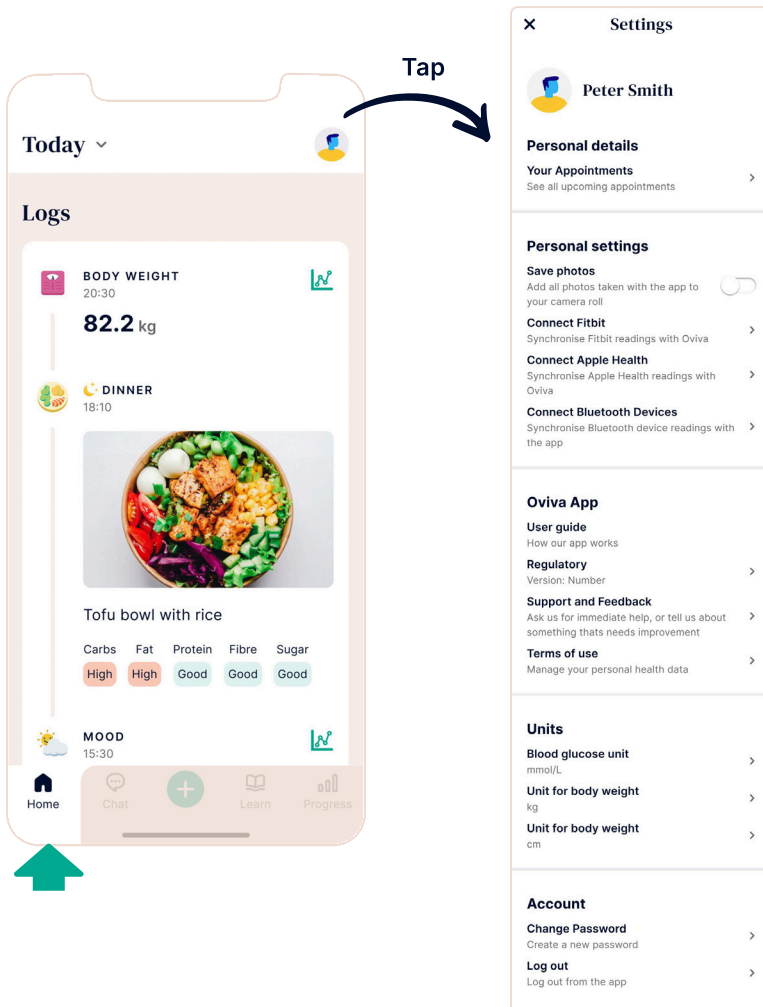 Tap
Today
Logs
BODY WEIGHT
20:30
82.2 kg
DINNER
18:10
Tofu bowl with rice
Carbs Fat Protein Fibre Sugar
High High Good Good Good
MOOD
15:30
Home Chat Learn Progress
Settings
Peter Smith
Personal details
Your Appointments
See all upcoming appointments
Personal settings
Save photos
Add all photos taken with the app to
your camera roll
Connect Fitbit
Synchronise Fitbit readings with Oviva
Connect Apple Health
Synchronise Apple Health readings with
Oviva
Connect Bluetooth Devices
Synchronise Bluetooth device readings with
the app
Oviva App
User guide
How our app works
Regulatory
Version: Number
Support and Feedback
Ask us for immediate help, or tell us about
something thats needs improvement
Terms of use
Manage your personal health data
Units
Blood glucose unit
mmol/L
Unit for body weight
kg
Unit for body weight
cm
Account
Change Password
Create a new password
Log out
Log out from the app